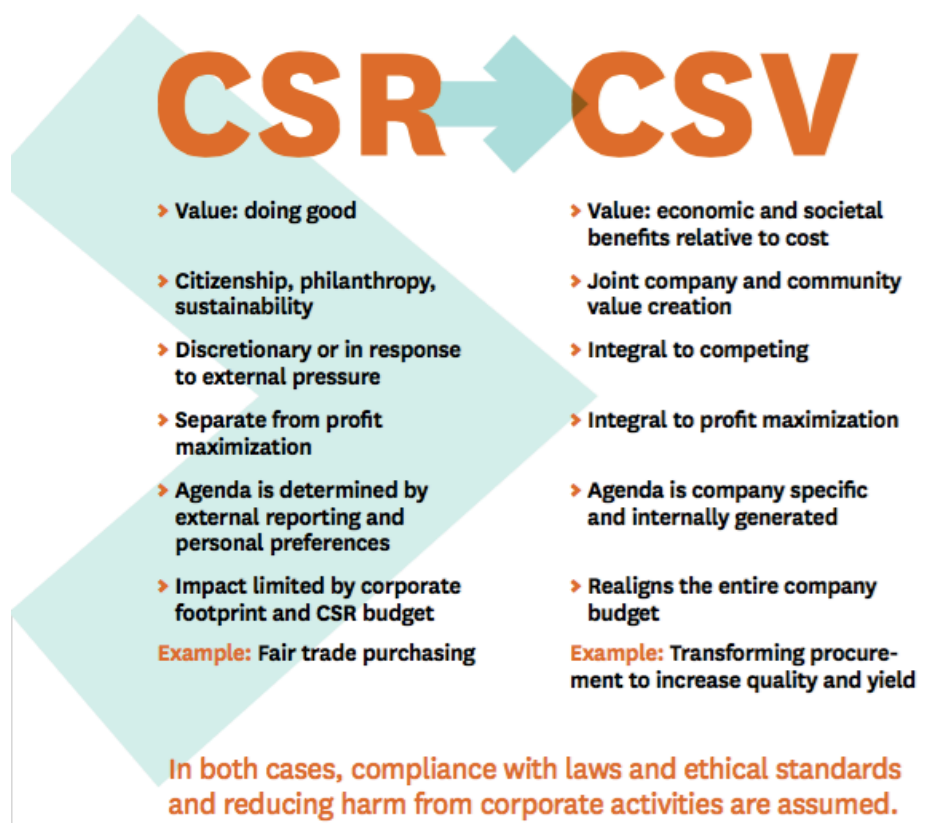 CSR CSV
› Value: doing good
› Value: economic and societal
benefits relative to cost
› Citizenship, philanthropy,
sustainability
› Joint company and community
value creation
› Discretionary or in response
to external pressure
› Integral to competing
› Separate from profit
maximization
› Integral to profit maximization
› Agenda is determined by
external reporting and
personal preferences
› Agenda is company specific
and internally generated
› Impact limited by corporate
footprint and CSR budget
› Realigns the entire company
budget
Example: Fair trade purchasing
Example: Transforming procure-
ment to increase quality and yield
In both cases, compliance with laws and ethical standards
and reducing harm from corporate activities are assumed.